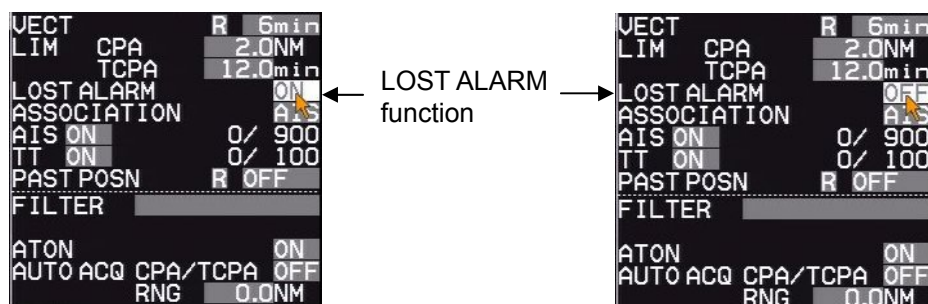 VECT R 6min
LIM CPA 2.0NM
TCPA 12.0min
LOST ALARM ON
ASSOCIATION AIS
AIS ON 0/ 900
TT ON 0/ 100
PAST POSN R OFF
FILTER
ATON ON
AUTO ACQ CPA/TCPA OFF
RNG 0.0NM
LOST ALARM
function
VECT R 6min
LIM CPA 2.0NM
TCPA 12.0min
LOST ALARM OFF
ASSOCIATION AIS
AIS ON 0/ 900
TT ON 0/ 100
PAST POSN R OFF
FILTER
ATON ON
AUTO ACQ CPA/TCPA OFF
RNG 0.0NM